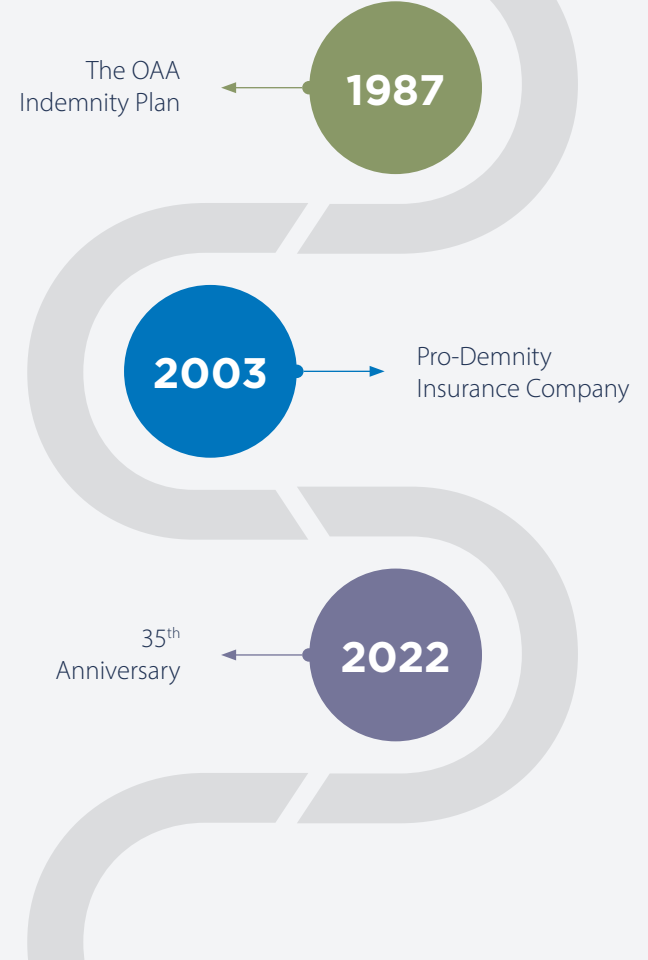 The OAA
Indemnity Plan
1987
2003
Pro-Demnity
Insurance Company
35th
Anniversary
2022